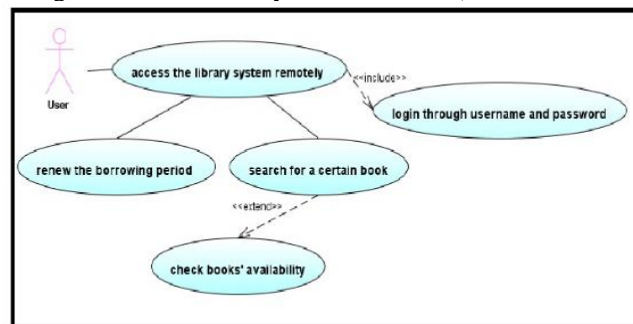 access the library system remotely
<<include>>
User
login through username and password
renew the borrowing period
search for a certain book
<<extend>>
check books' availability